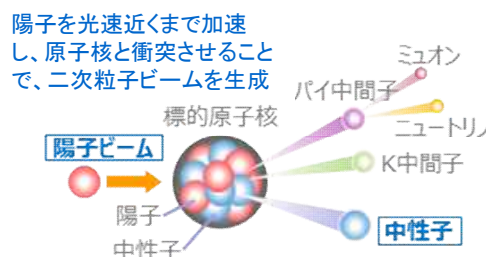 陽子を光速近くまで加速
し、原子核と衝突させること
で、二次粒子ビームを生成
ミュオン
パイ中間子
標的原子核
ニュートリノ
陽子ビーム
K中間子
陽子
中性子
中性子